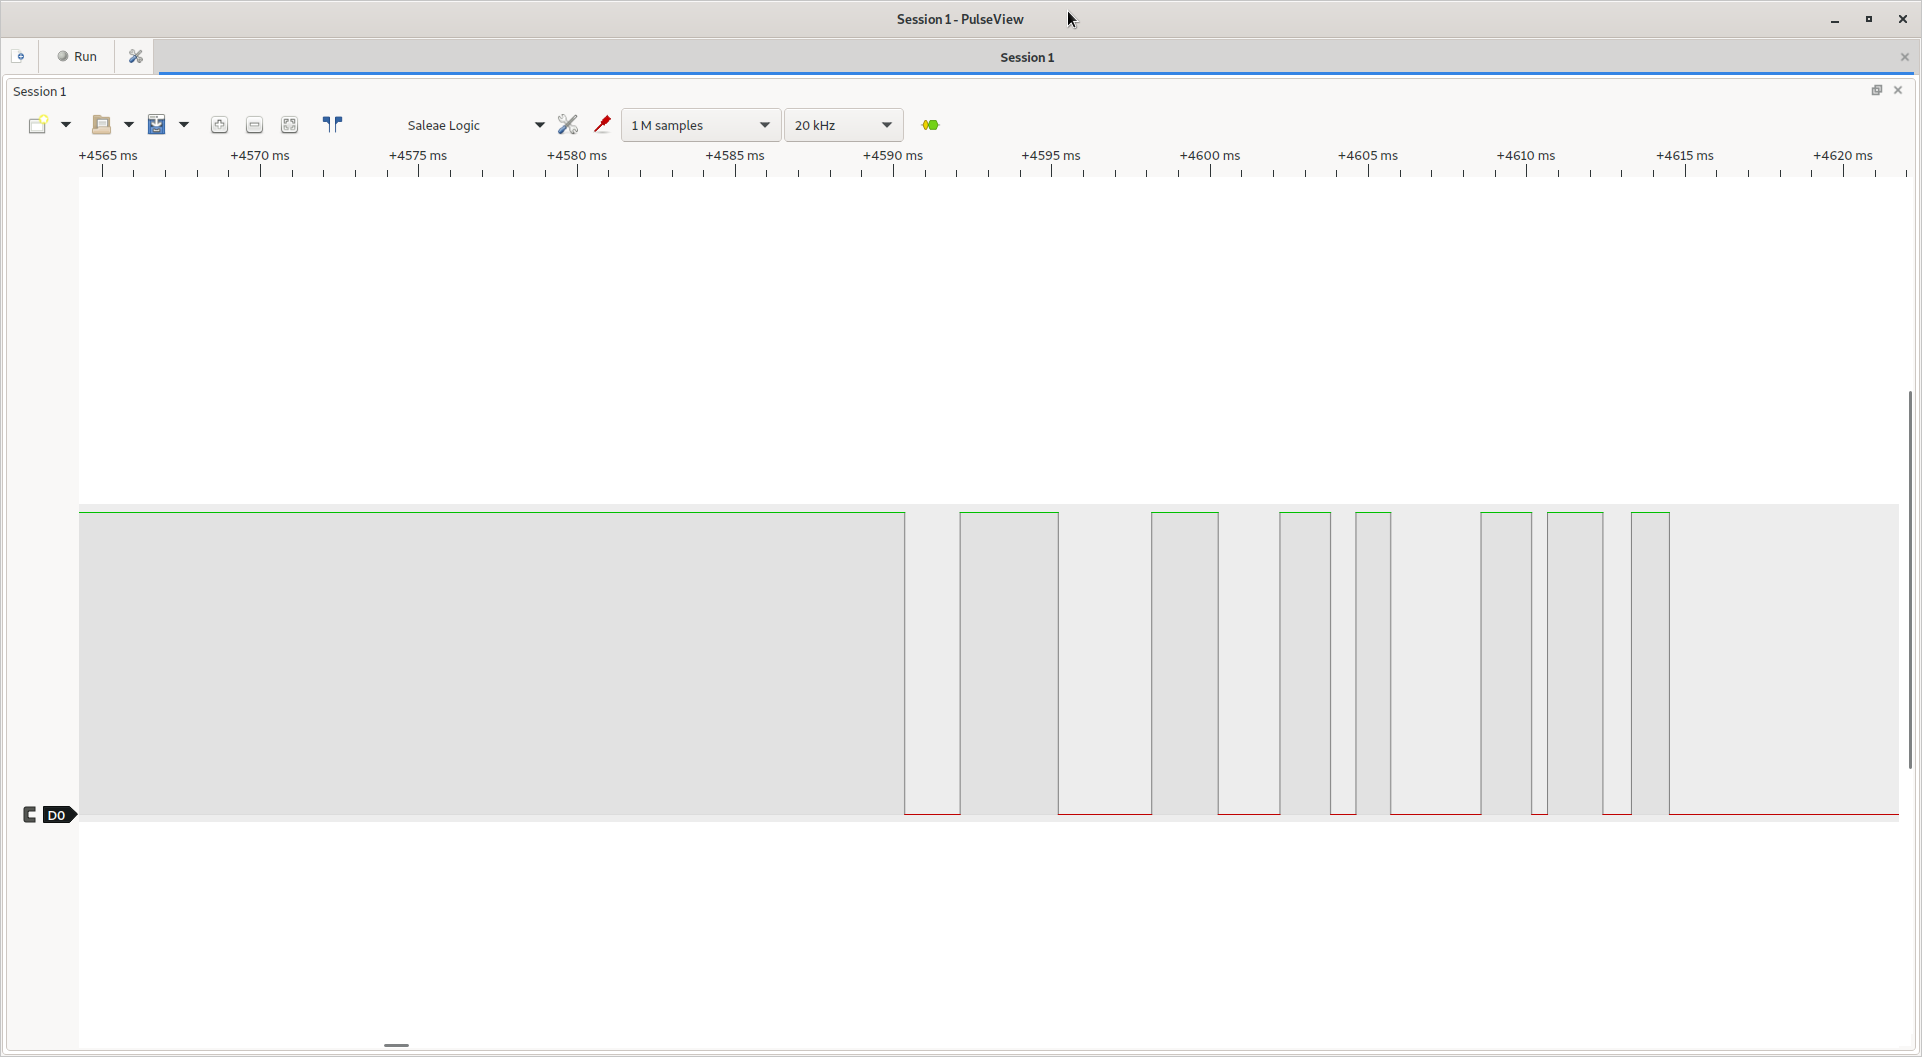 Session 1 - PulseView
Run
Session 1
Session 1
Saleae Logic
1 M samples
20 kHz
+4565 ms +4570 ms +4575 ms +4580 ms +4585 ms +4590 ms +4595 ms +4600 ms +4605 ms +4610 ms +4615 ms +4620 ms
D0